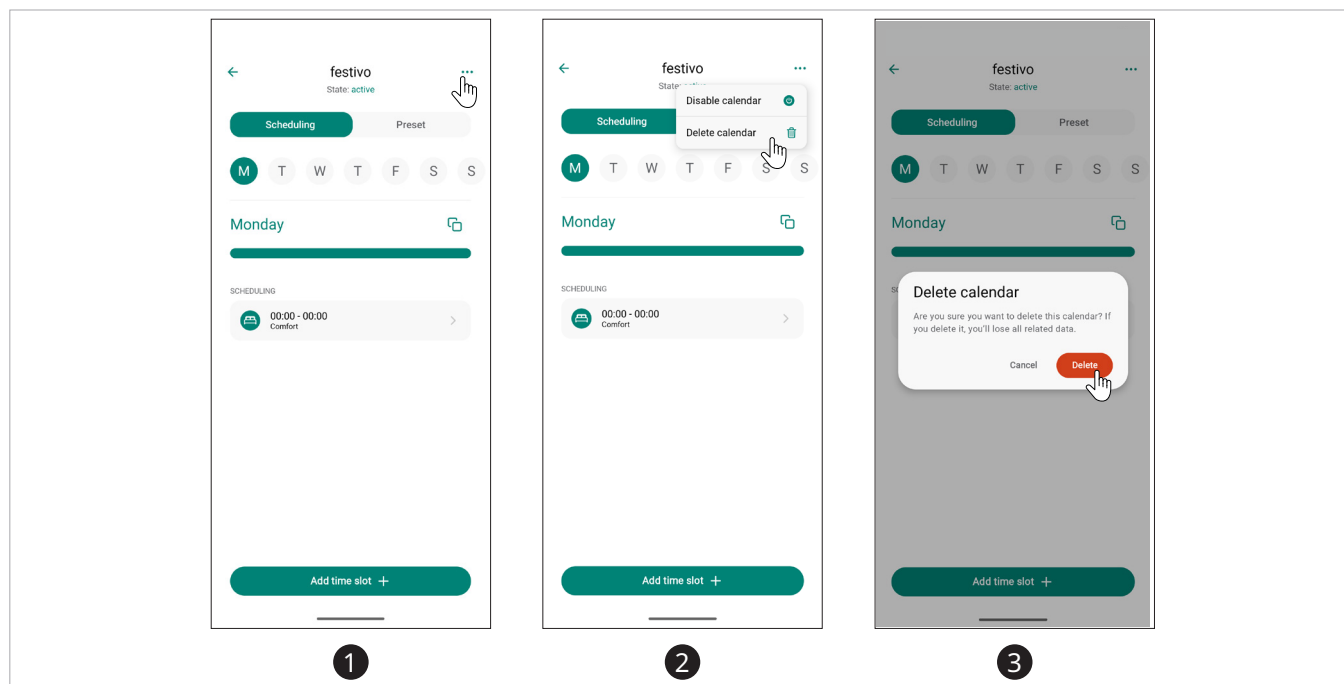 festivo
State: active
Scheduling Preset
M T W T F S S
Monday
SCHEDULING
00:00 - 00:00
Comfort
Add time slot +
1
festivo
State: active
Disable calendar
Scheduling
Delete calendar
M T W T F S S
Monday
SCHEDULING
00:00 - 00:00
Comfort
Add time slot +
2
festivo
State: active
Scheduling Preset
M T W T F S S
Monday
Delete calendar
Are you sure you want to delete this calendar? If
you delete it, you'll lose all related data.
Cancel Delete
Add time slot +
3